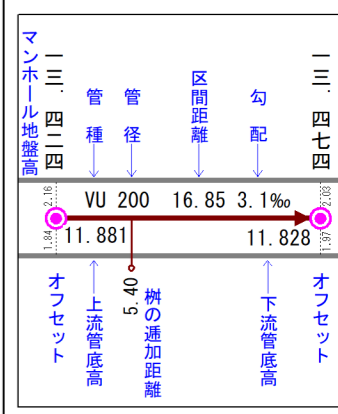 マンホール地盤高
一三.四二四
管種
管径
区間距離
勾配
一三.四七四
2.16
1.84
VU 200 16.85 3.1‰
2.03
1.97
11.881
11.828
オフセット
上流管底高
5.40
桝の逓加距離
下流管底高
オフセット